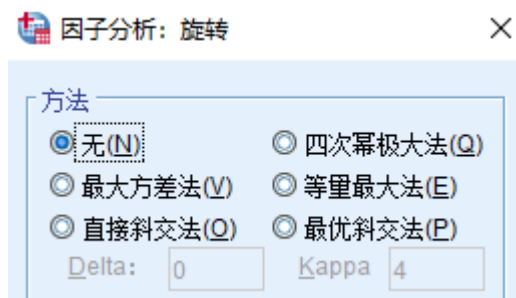 因子分析：旋转
方法
无(N) 四次幂极大法(Q)
最大方差法(V) 等量最大法(E)
直接斜交法(O) 最优斜交法(P)
Delta: 0 Kappa 4